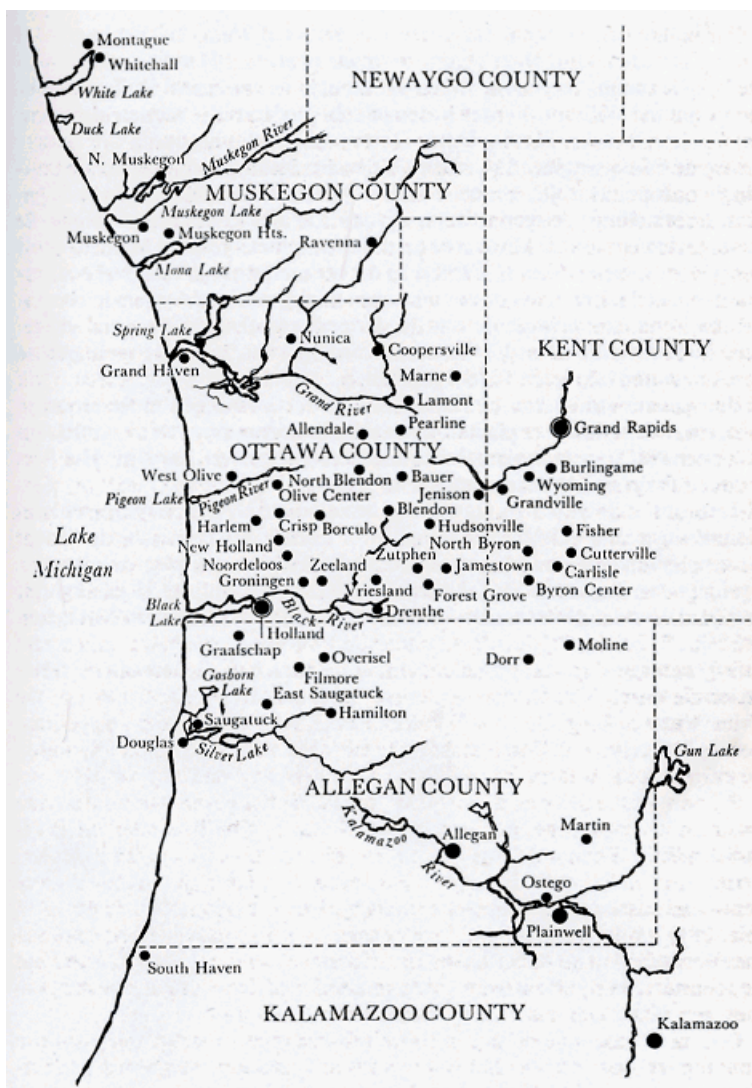 Montague
Whitehall
White Lake
Duck Lake
NEWAYGO COUNTY
N. Muskegon
Muskegon River
MUSKEGON COUNTY
Muskegon Lake
Muskegon
Muskegon Hts.
Ravenna
Mona Lake
Spring Lake
Nunica
Coopersville
KENT COUNTY
Grand Haven
Marne
Grand River
Lamont
Allendale
Pearline
Grand Rapids
OTTAWA COUNTY
West Olive
North Blendon
Bauer
Burlingame
Wyoming
Pigeon Lake
Pigeon River
Olive Center
Jenison
Grandville
Blendon
Harlem
Crisp
Borculo
Hudsonville
Fisher
Lake
Michigan
New Holland
Zutphen
North Byron
Cutterville
Noordeloos
Zeeland
Jamestown
Carlisle
Groningen
Vriesland
Forest Grove
Byron Center
Black
Lake
Black River
Drenthe
Holland
Graafschap
Overisel
Dorr
Moline
Filmore
Gosborn
Lake
East Saugatuck
Hamilton
Saugatuck
Douglas
Silver Lake
Gun Lake
ALLEGAN COUNTY
Kalamazoo
River
Allegan
Martin
Ostego
Plainwell
South Haven
KALAMAZOO COUNTY
Kalamazoo